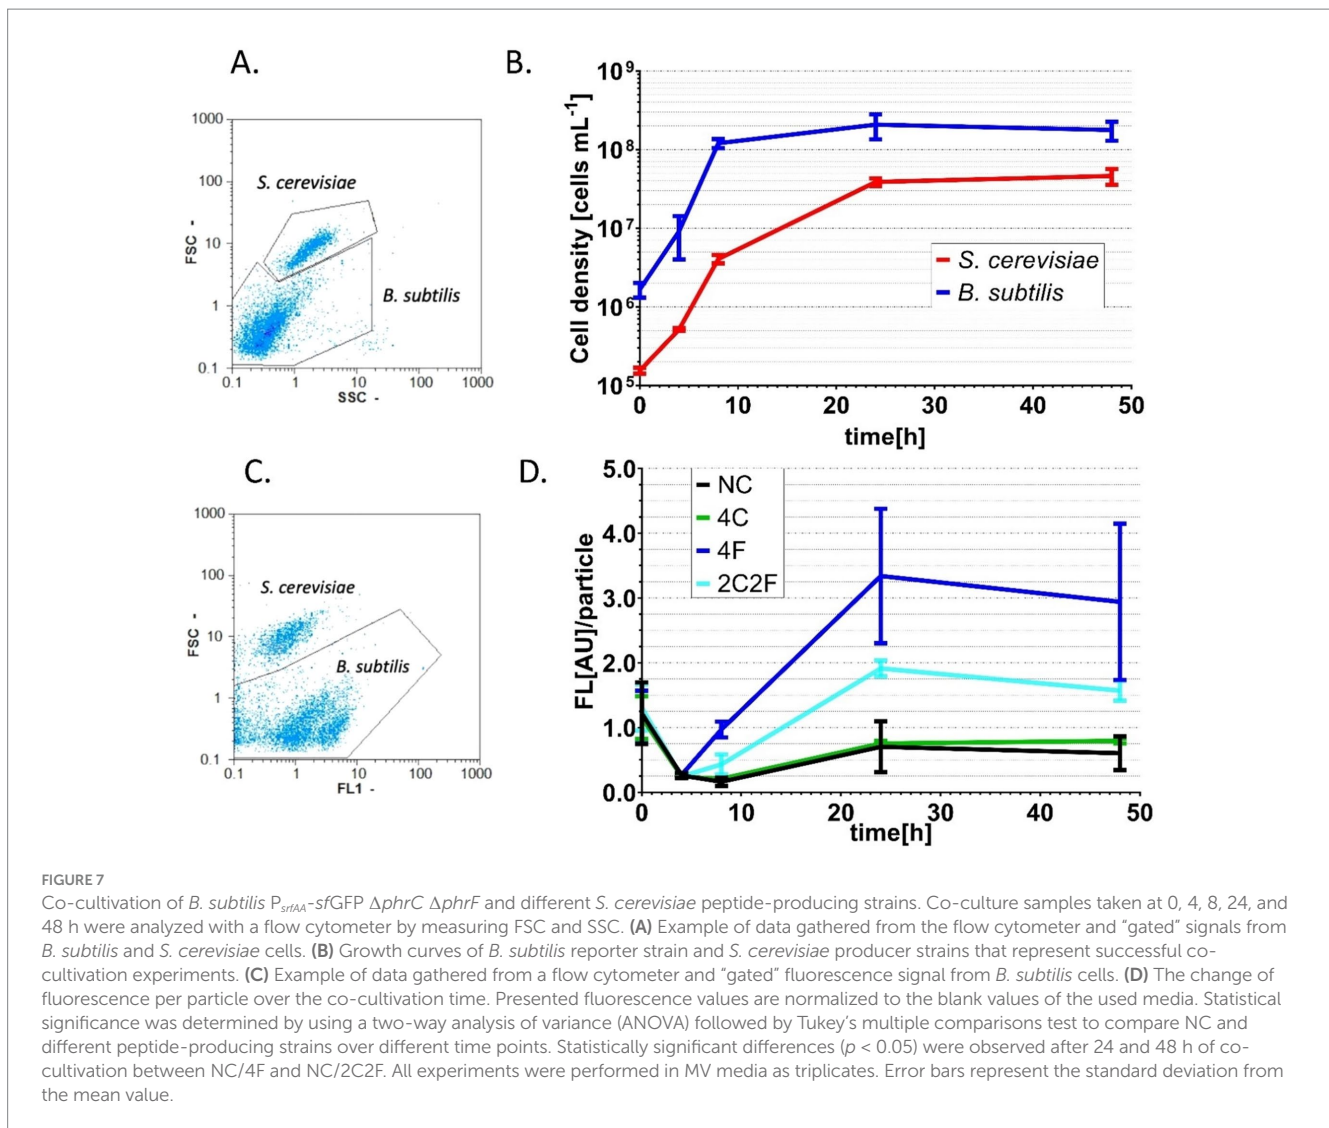 A.
1000
100
10
1
0.1
FSC -
S. cerevisiae
B. subtilis
0.1 1 10 100 1000
SSC -
B.
10⁹
10⁸
10⁷
10⁶
10⁵
Cell density [cells mL⁻¹]
S. cerevisiae
B. subtilis
0 10 20 30 40 50
time[h]
C.
1000
100
10
1
0.1
FSC -
S. cerevisiae
B. subtilis
0.1 1 10 100 1000
FL1 -
D.
5.0
4.0
3.0
2.0
1.0
0.0
FL[AU]/particle
NC
4C
4F
2C2F
0 10 20 30 40 50
time[h]
FIGURE 7
Co-cultivation of B. subtilis PsrfAA-sfGFP ΔphrC ΔphrF and different S. cerevisiae peptide-producing strains. Co-culture samples taken at 0, 4, 8, 24, and
48 h were analyzed with a flow cytometer by measuring FSC and SSC. (A) Example of data gathered from the flow cytometer and “gated” signals from
B. subtilis and S. cerevisiae cells. (B) Growth curves of B. subtilis reporter strain and S. cerevisiae producer strains that represent successful co-
cultivation experiments. (C) Example of data gathered from a flow cytometer and “gated” fluorescence signal from B. subtilis cells. (D) The change of
fluorescence per particle over the co-cultivation time. Presented fluorescence values are normalized to the blank values of the used media. Statistical
significance was determined by using a two-way analysis of variance (ANOVA) followed by Tukey’s multiple comparisons test to compare NC and
different peptide-producing strains over different time points. Statistically significant differences (p < 0.05) were observed after 24 and 48 h of co-
cultivation between NC/4F and NC/2C2F. All experiments were performed in MV media as triplicates. Error bars represent the standard deviation from
the mean value.